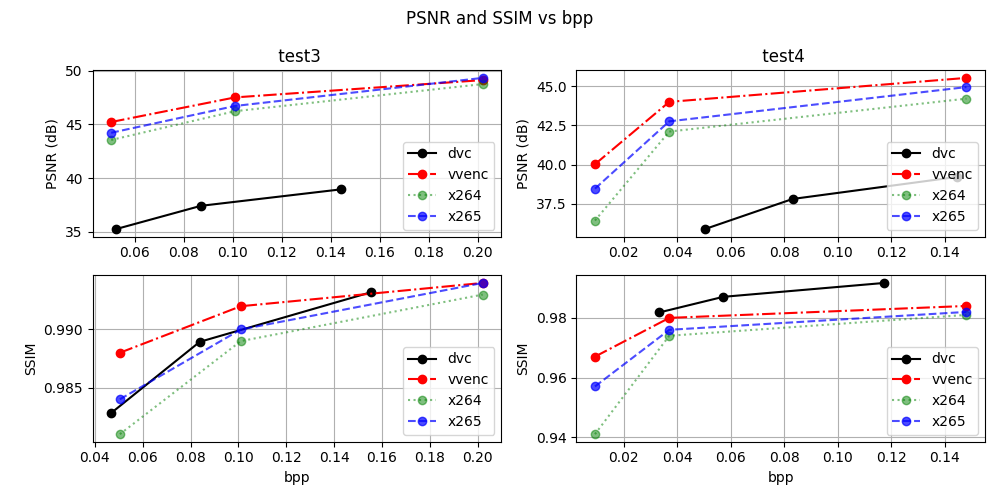 PSNR and SSIM vs bpp
test3
PSNR (dB)
50
45
40
35
0.06 0.08 0.10 0.12 0.14 0.16 0.18 0.20
dvc
vvenc
x264
x265
test4
PSNR (dB)
45.0
42.5
40.0
37.5
0.02 0.04 0.06 0.08 0.10 0.12 0.14
dvc
vvenc
x264
x265
SSIM
0.990
0.985
0.04 0.06 0.08 0.10 0.12 0.14 0.16 0.18 0.20
bpp
dvc
vvenc
x264
x265
SSIM
0.98
0.96
0.94
0.02 0.04 0.06 0.08 0.10 0.12 0.14
bpp
dvc
vvenc
x264
x265